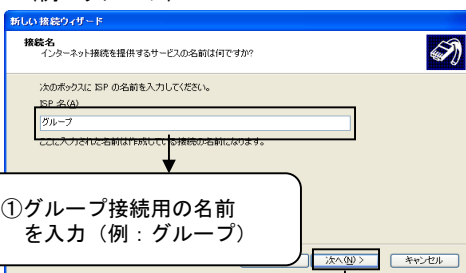 新しい接続ウィザード
接続名
インターネット接続を提供するサービスの名前は何ですか?
次のボックスに ISP の名前を入力してください。
ISP 名(A)
グループ
ここに入力された名前は作成している接続の名前になります。
①グループ接続用の名前
を入力（例：グループ）
次へ(N) >
キャンセル